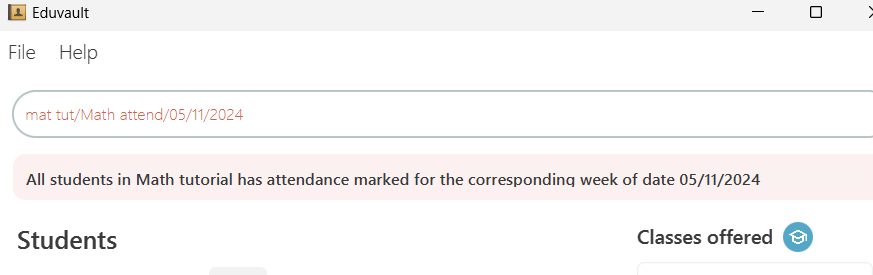 Eduvault
File Help
mat tut/Math attend/05/11/2024
All students in Math tutorial has attendance marked for the corresponding week of date 05/11/2024
Students
Classes offered